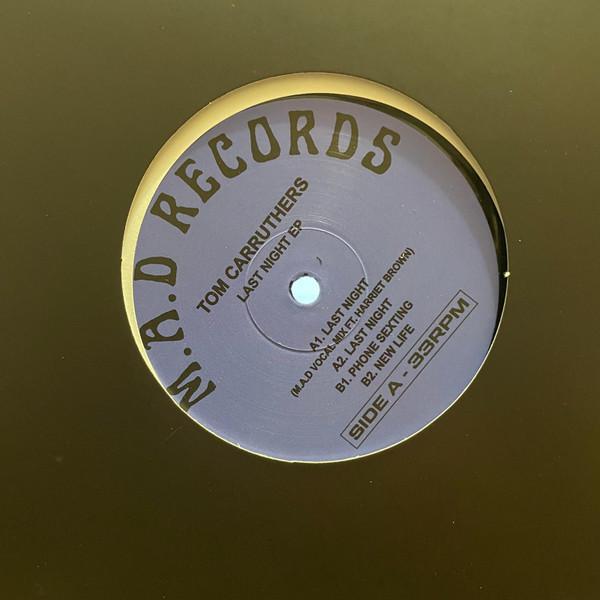 M.A.D RECORDS
TOM CARRUTHERS
LAST NIGHT EP
A1. LAST NIGHT
(M.A.D VOCAL MIX FT. HARRIET BROWN)
A2. LAST NIGHT
B1. PHONE SEXTING
B2. NEW LIFE
SIDE A - 33RPM